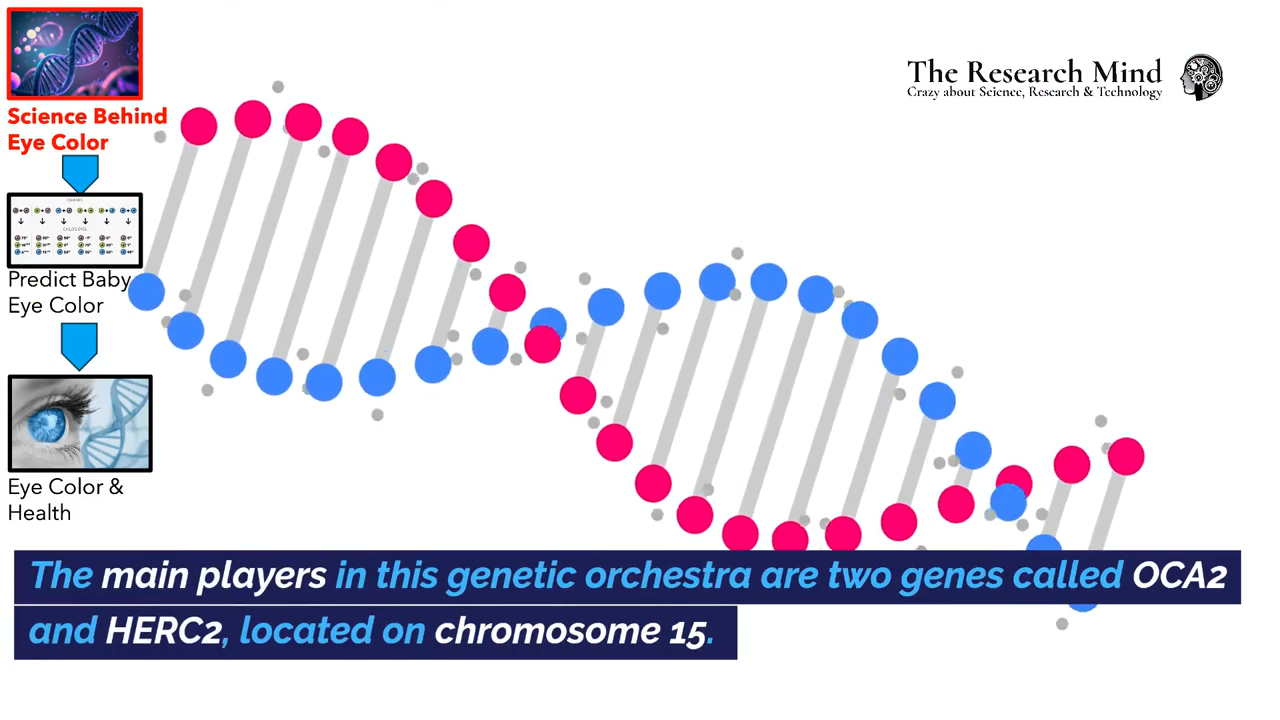 The Research Mind
Crazy about Science, Research & Technology
Science Behind
Eye Color
Predict Baby
Eye Color
Eye Color &
Health
The main players in this genetic orchestra are two genes called OCA2
and HERC2, located on chromosome 15.